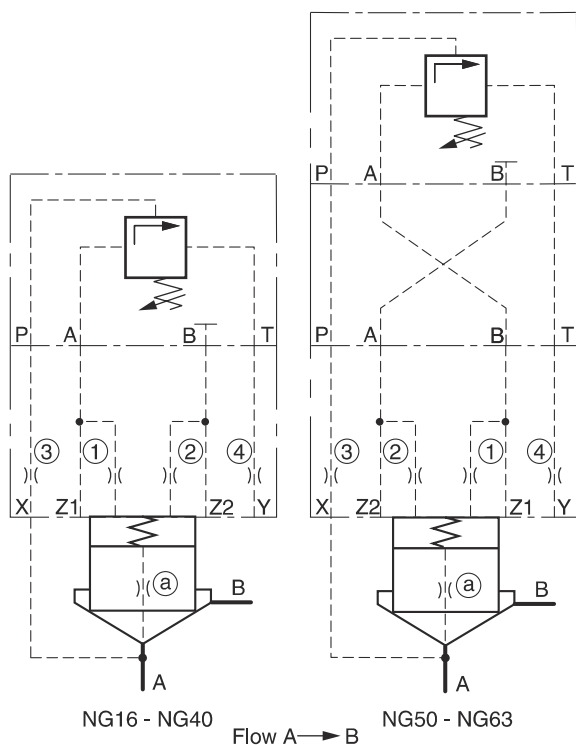 P A B T
P A B T
P A B T
3 1 2 4
3 2 1 4
X Z1 Z2 Y
X Z2 Z1 Y
a B
a B
A
A
NG16 - NG40
NG50 - NG63
Flow A B